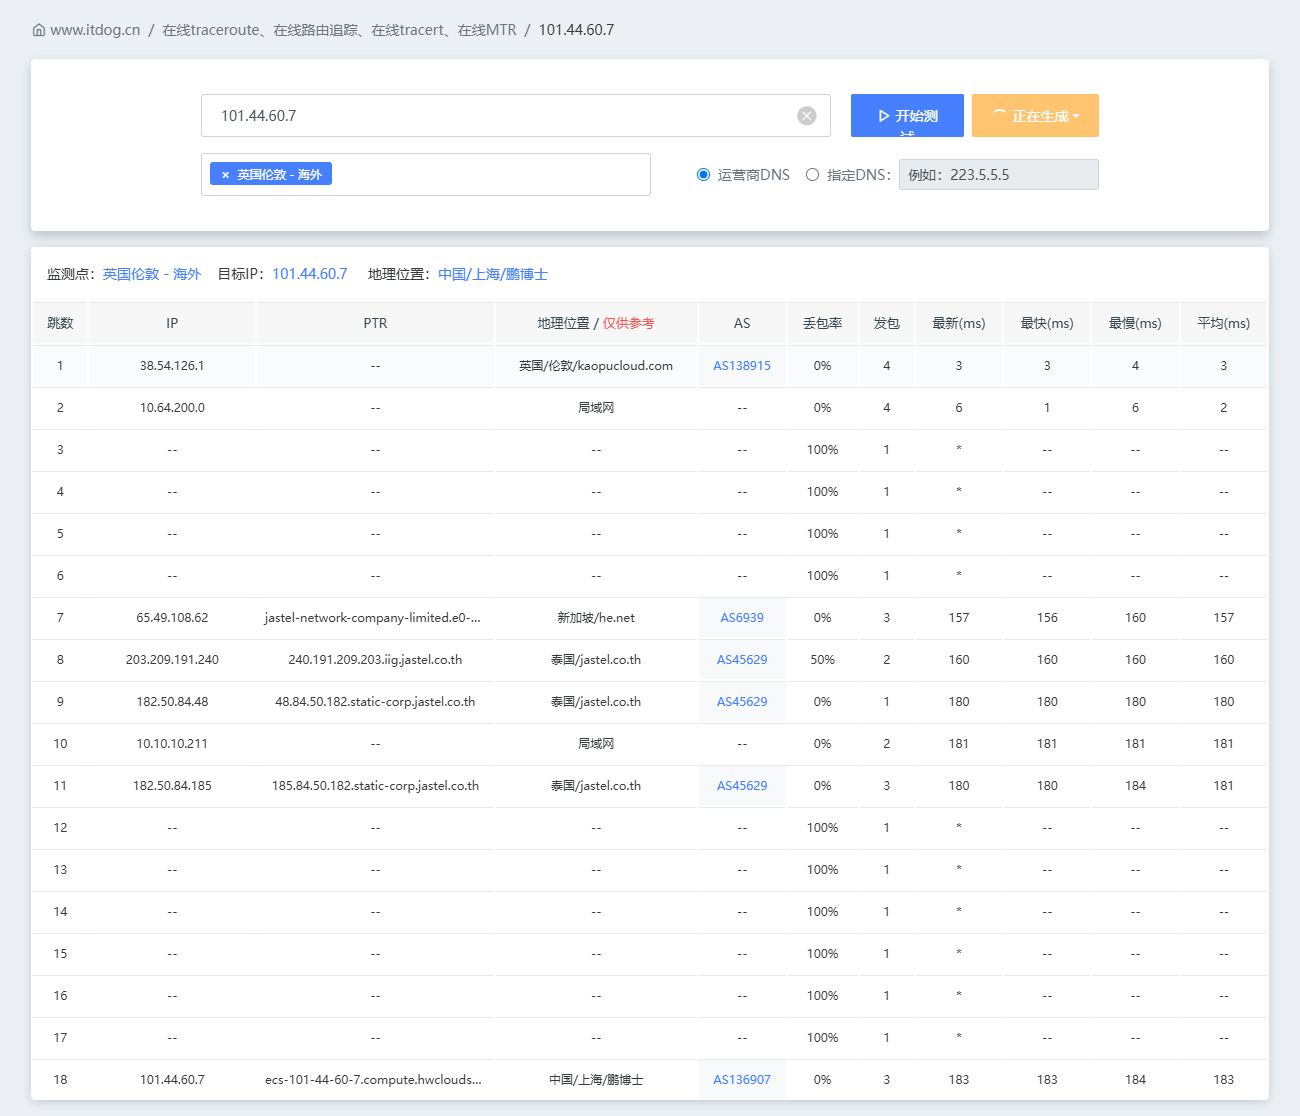 www.itdog.cn / 在线traceroute、在线路由追踪、在线tracert、在线MTR / 101.44.60.7
101.44.60.7 开始测 正在生成
× 英国伦敦 - 海外 运营商DNS 指定DNS： 例如：223.5.5.5
监测点：英国伦敦 - 海外 目标IP：101.44.60.7 地理位置：中国/上海/鹏博士
跳数 IP PTR 地理位置 / 仅供参考 AS 丢包率 发包 最新(ms) 最快(ms) 最慢(ms) 平均(ms)
1 38.54.126.1 -- 英国/伦敦/kaopucloud.com AS138915 0% 4 3 3 4 3
2 10.64.200.0 -- 局域网 -- 0% 4 6 1 6 2
3 -- -- -- -- 100% 1 * -- -- --
4 -- -- -- -- 100% 1 * -- -- --
5 -- -- -- -- 100% 1 * -- -- --
6 -- -- -- -- 100% 1 * -- -- --
7 65.49.108.62 jastel-network-company-limited.e0-... 新加坡/he.net AS6939 0% 3 157 156 160 157
8 203.209.191.240 240.191.209.203.iig.jastel.co.th 泰国/jastel.co.th AS45629 50% 2 160 160 160 160
9 182.50.84.48 48.84.50.182.static-corp.jastel.co.th 泰国/jastel.co.th AS45629 0% 1 180 180 180 180
10 10.10.10.211 -- 局域网 -- 0% 2 181 181 181 181
11 182.50.84.185 185.84.50.182.static-corp.jastel.co.th 泰国/jastel.co.th AS45629 0% 3 180 180 184 181
12 -- -- -- -- 100% 1 * -- -- --
13 -- -- -- -- 100% 1 * -- -- --
14 -- -- -- -- 100% 1 * -- -- --
15 -- -- -- -- 100% 1 * -- -- --
16 -- -- -- -- 100% 1 * -- -- --
17 -- -- -- -- 100% 1 * -- -- --
18 101.44.60.7 ecs-101-44-60-7.compute.hwclouds... 中国/上海/鹏博士 AS136907 0% 3 183 183 184 183